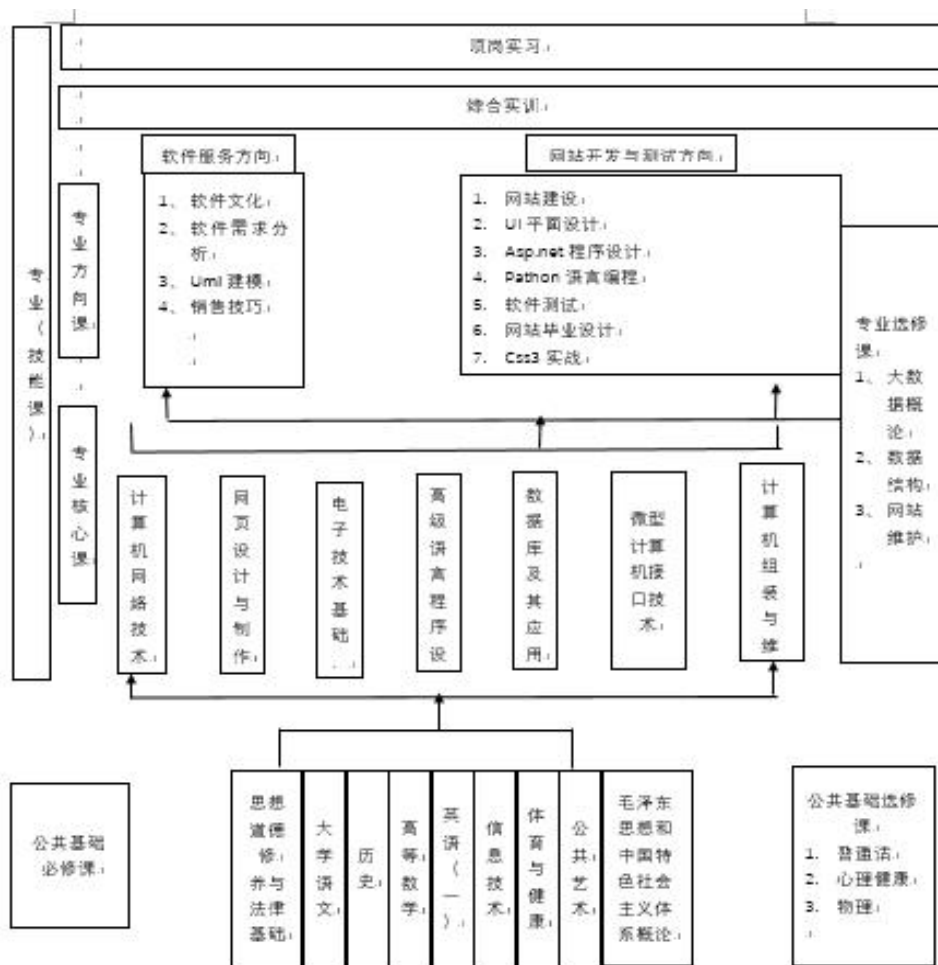 顶岗实习
综合实训
软件服务方向
网站开发与测试方向
专业（技能课）
专业方向课
1、 软件文化
2、 软件需求分
析
3、 Uml 建模
4、 销售技巧
1. 网站建设
2. UI 平面设计
3. Asp.net 程序设计
4. Pathon 语言编程
5. 软件测试
6. 网站毕业设计
7. Css3 实战
专业选修
课
1、 大数
据概
论
2、 数据
结构
3、 网站
维护
专业核心课
计算机网络技术
网页设计与制作
电子技术基础
高级语言程序设
数据库及其应用
微型
计算
机接
口技
术
计算机组装与维
公共基础
必修课
思想
道德
修
养与
法律
基础
大学语文
历史
高等数学
英语（一）
信息技术
体育与健康
公共艺术
毛泽东
思想和
中国特
色社会
主义体
系概论
公共基础选修
课
1. 普通话
2. 心理健康
3. 物理